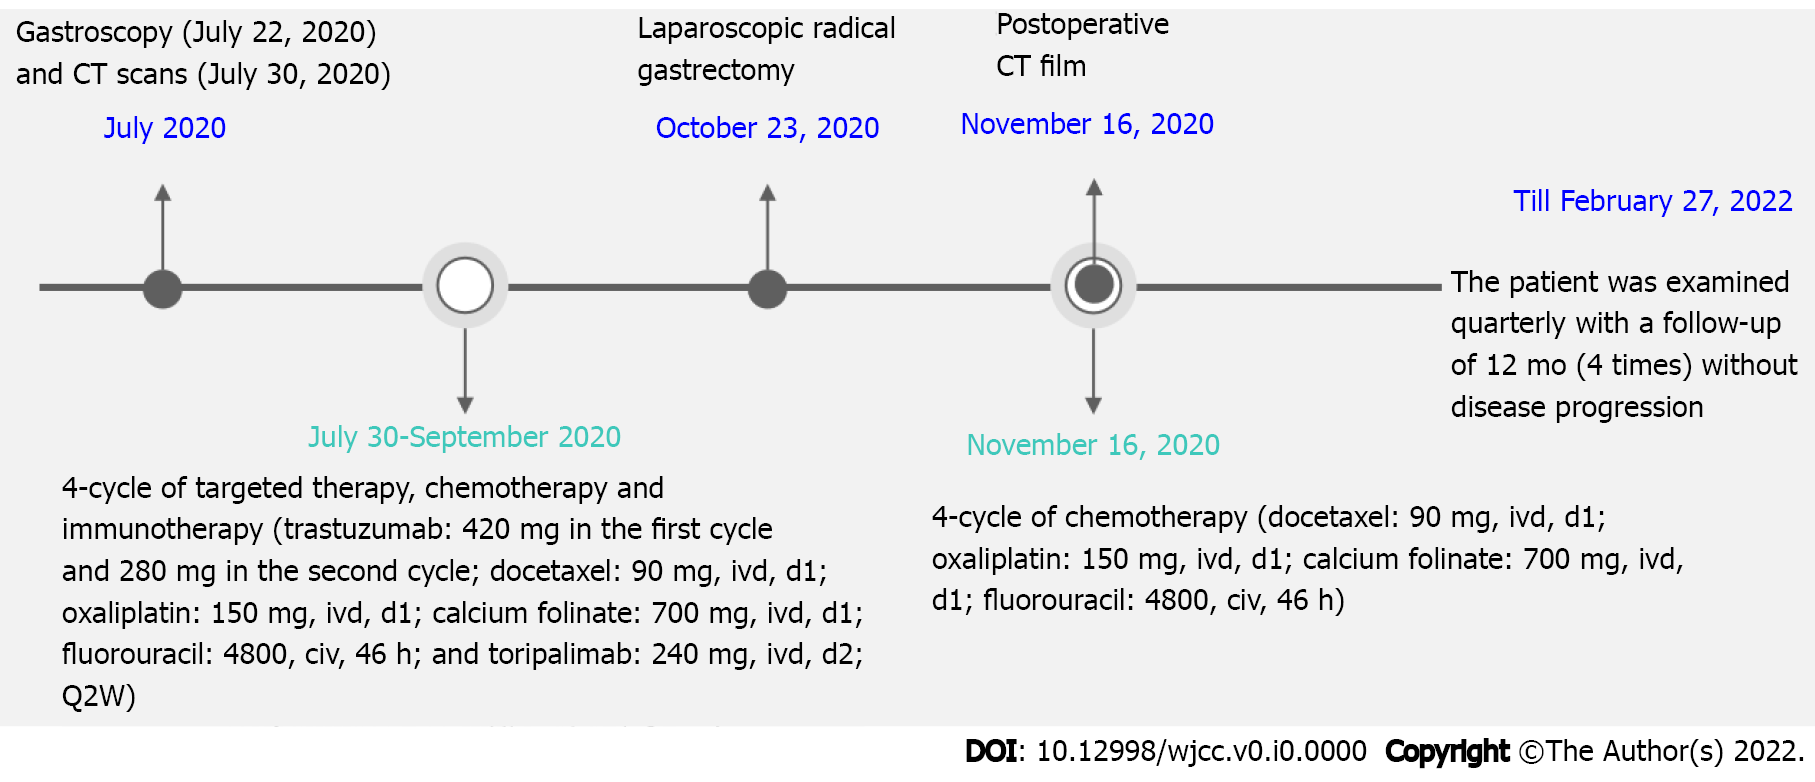 Gastroscopy (July 22, 2020)
and CT scans (July 30, 2020)
July 2020
Laparoscopic radical
gastrectomy
October 23, 2020
Postoperative
CT film
November 16, 2020
Till February 27, 2022
The patient was examined
quarterly with a follow-up
of 12 mo (4 times) without
disease progression
July 30-September 2020
4-cycle of targeted therapy, chemotherapy and
immunotherapy (trastuzumab: 420 mg in the first cycle
and 280 mg in the second cycle; docetaxel: 90 mg, ivd, d1;
oxaliplatin: 150 mg, ivd, d1; calcium folinate: 700 mg, ivd, d1;
fluorouracil: 4800, civ, 46 h; and toripalimab: 240 mg, ivd, d2;
Q2W)
November 16, 2020
4-cycle of chemotherapy (docetaxel: 90 mg, ivd, d1;
oxaliplatin: 150 mg, ivd, d1; calcium folinate: 700 mg, ivd,
d1; fluorouracil: 4800, civ, 46 h)
DOI: 10.12998/wjcc.v0.i0.0000 Copyright ©The Author(s) 2022.